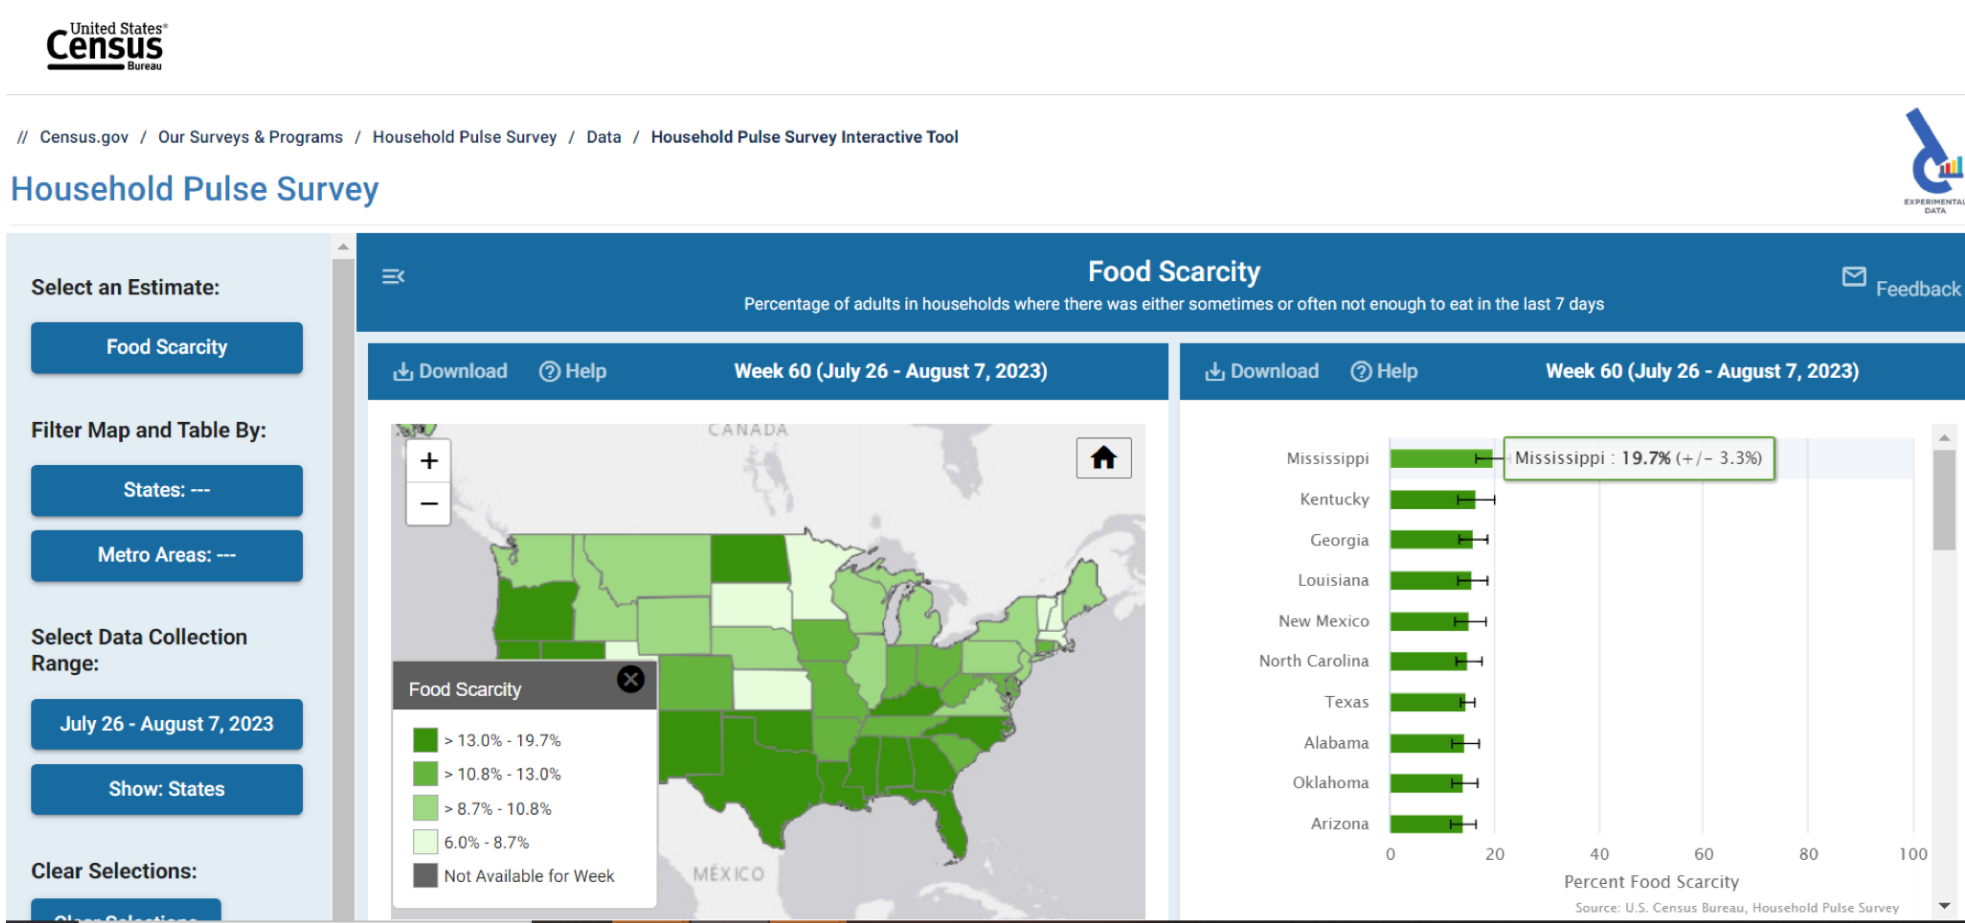 United States®
Census
Bureau
// Census.gov / Our Surveys & Programs / Household Pulse Survey / Data / Household Pulse Survey Interactive Tool
Household Pulse Survey
EXPERIMENTAL
DATA
Select an Estimate:
Food Scarcity
Filter Map and Table By:
States: ---
Metro Areas: ---
Select Data Collection
Range:
July 26 - August 7, 2023
Show: States
Clear Selections:
Clear Selections
Food Scarcity
Percentage of adults in households where there was either sometimes or often not enough to eat in the last 7 days
Feedback
Download Help Week 60 (July 26 - August 7, 2023)
CANADA
+
−
Food Scarcity
> 13.0% - 19.7%
> 10.8% - 13.0%
> 8.7% - 10.8%
6.0% - 8.7%
Not Available for Week
MÉXICO
Download Help Week 60 (July 26 - August 7, 2023)
Mississippi
Mississippi : 19.7% (+/− 3.3%)
Kentucky
Georgia
Louisiana
New Mexico
North Carolina
Texas
Alabama
Oklahoma
Arizona
0 20 40 60 80 100
Percent Food Scarcity
Source: U.S. Census Bureau, Household Pulse Survey